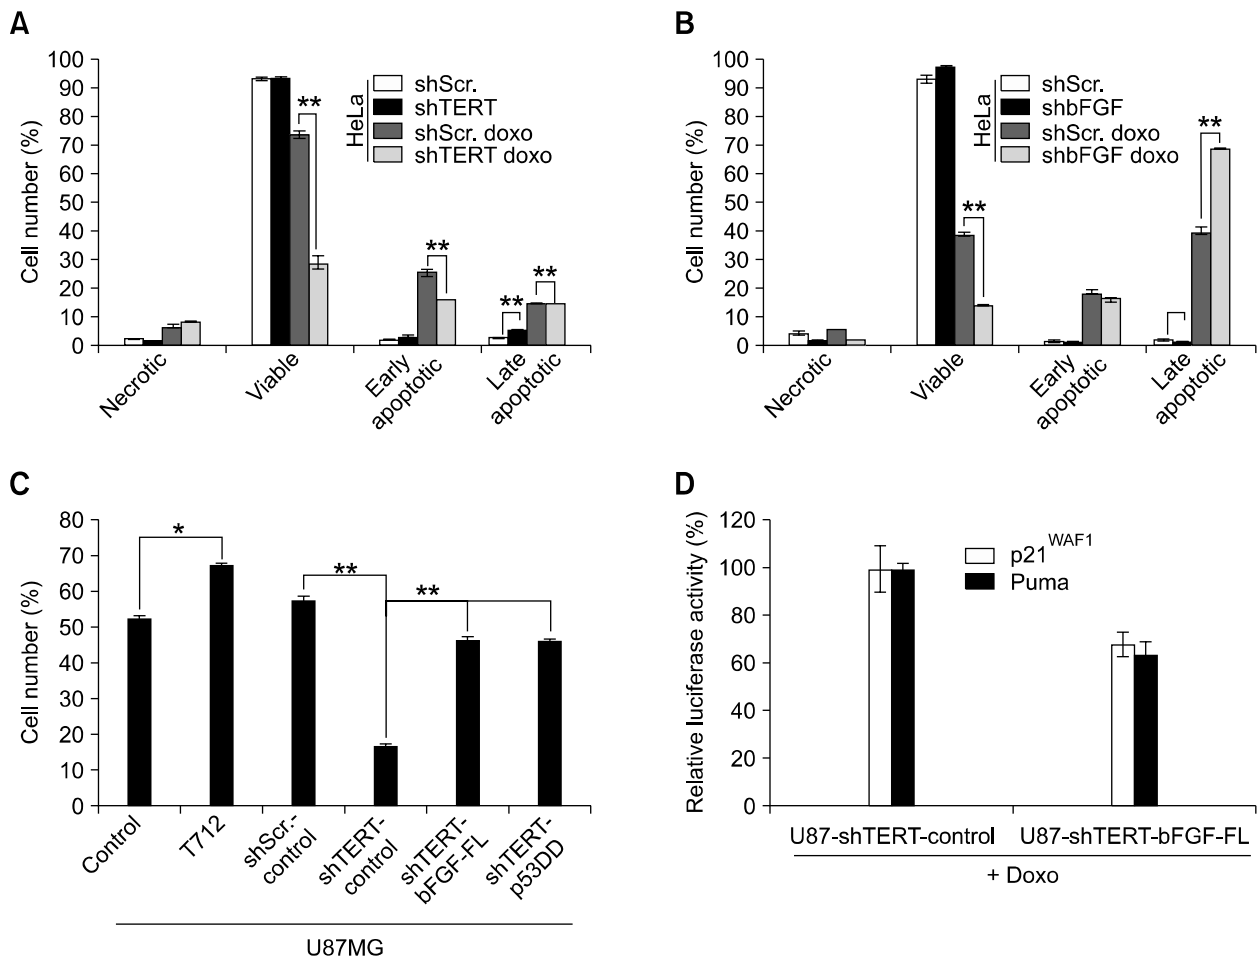 A
Cell number (%)
100
90
80
70
60
50
40
30
20
10
0
HeLa
shScr.
shTERT
shScr. doxo
shTERT doxo
**
**
**
**
Necrotic
Viable
Early
apoptotic
Late
apoptotic
B
Cell number (%)
100
90
80
70
60
50
40
30
20
10
0
HeLa
shScr.
shbFGF
shScr. doxo
shbFGF doxo
**
**
Necrotic
Viable
Early
apoptotic
Late
apoptotic
C
Cell number (%)
80
70
60
50
40
30
20
10
0
*
**
**
Control
T712
shScr.-
control
shTERT-
control
shTERT-
bFGF-FL
shTERT-
p53DD
U87MG
D
Relative luciferase activity (%)
120
100
80
60
40
20
0
p21WAF1
Puma
U87-shTERT-control
U87-shTERT-bFGF-FL
+ Doxo